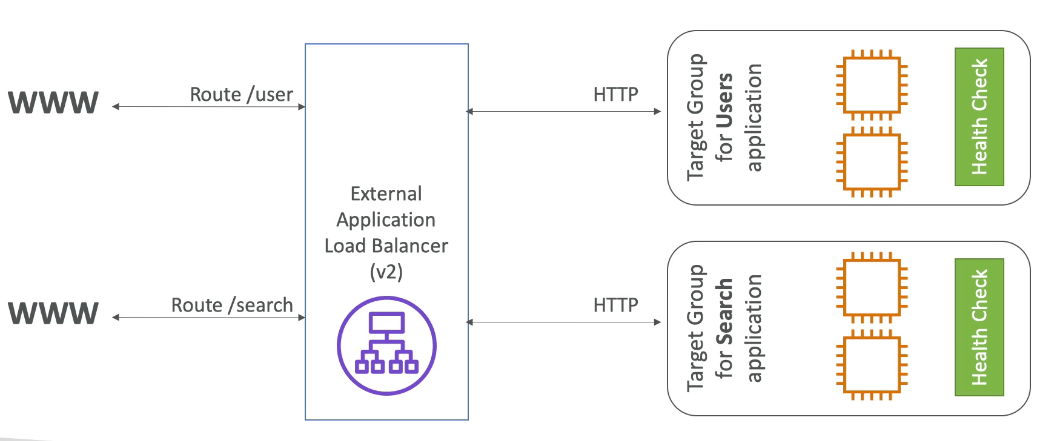 WWW
Route /user
External
Application
Load Balancer
(v2)
HTTP
Target Group
for Users
application
Health Check
WWW
Route /search
HTTP
Target Group
for Search
application
Health Check